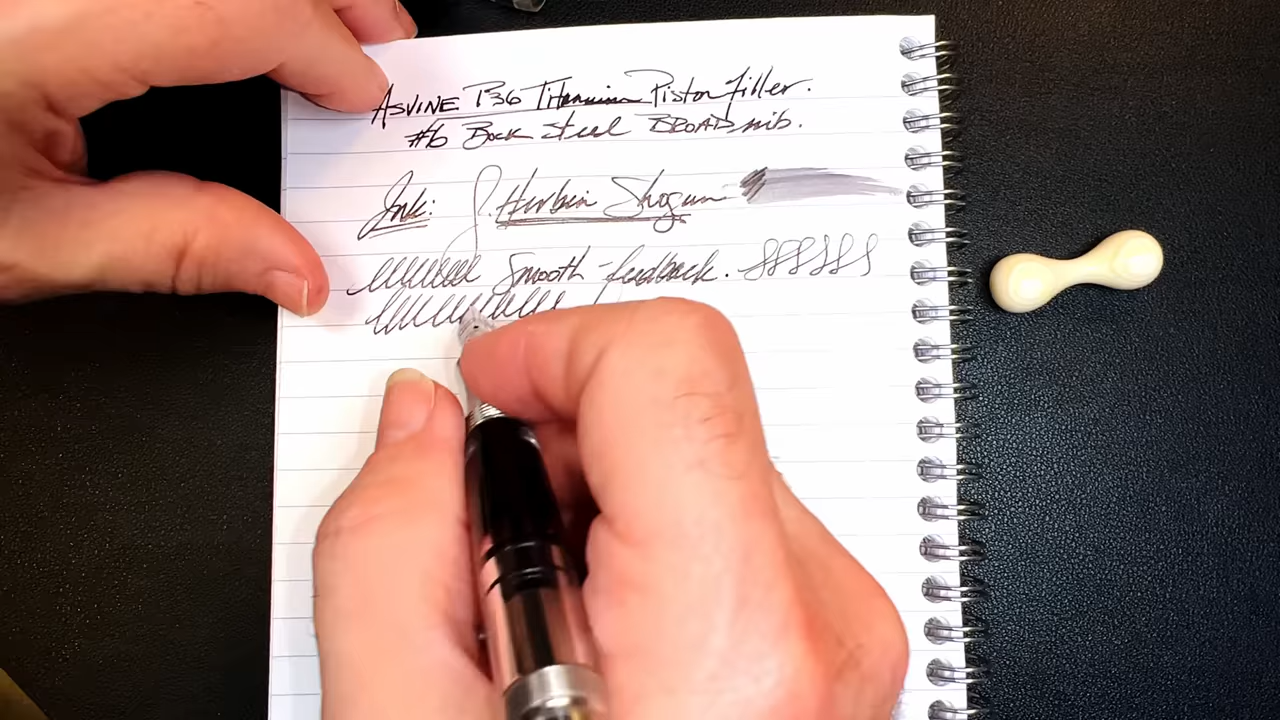 ASVINE P36 Titanium Piston filler.
#6 Bock Steel BROAD nib.
Ink: J. Herbin Shogun
Smooth - feedback.